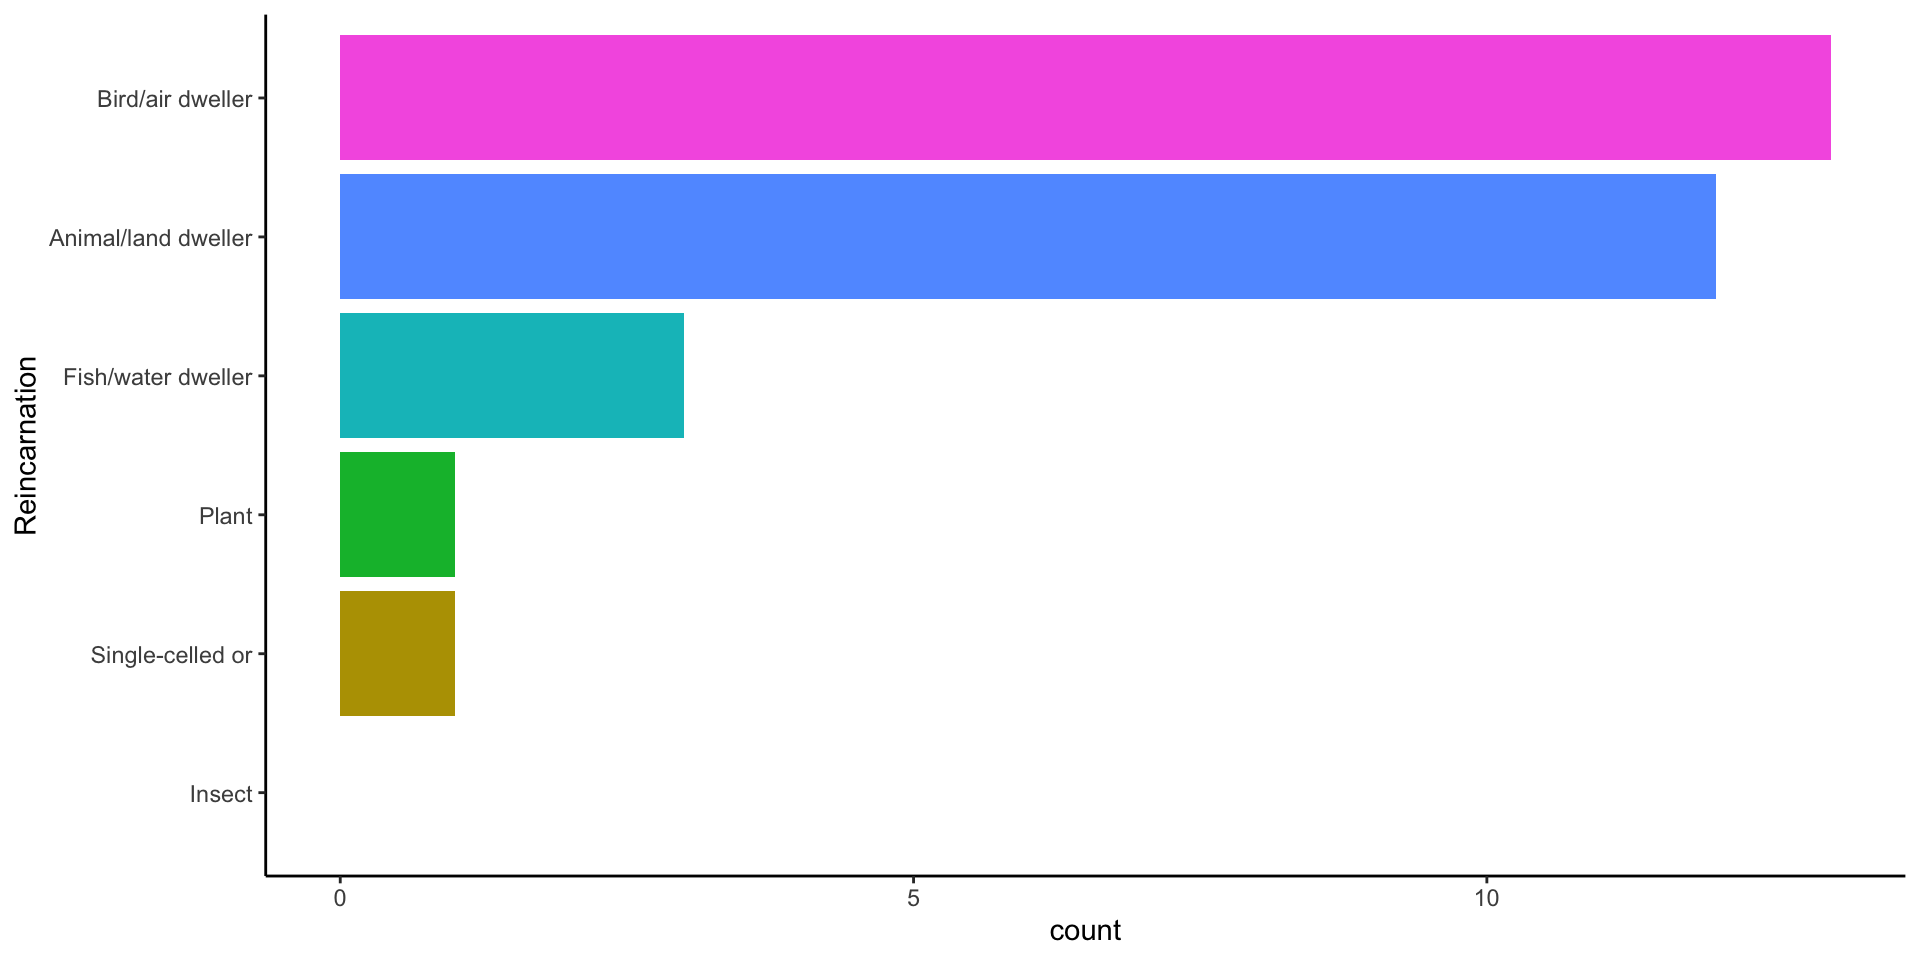 Reincarnation
Bird/air dweller
Animal/land dweller
Fish/water dweller
Plant
Single-celled or
Insect
0 5 10
count